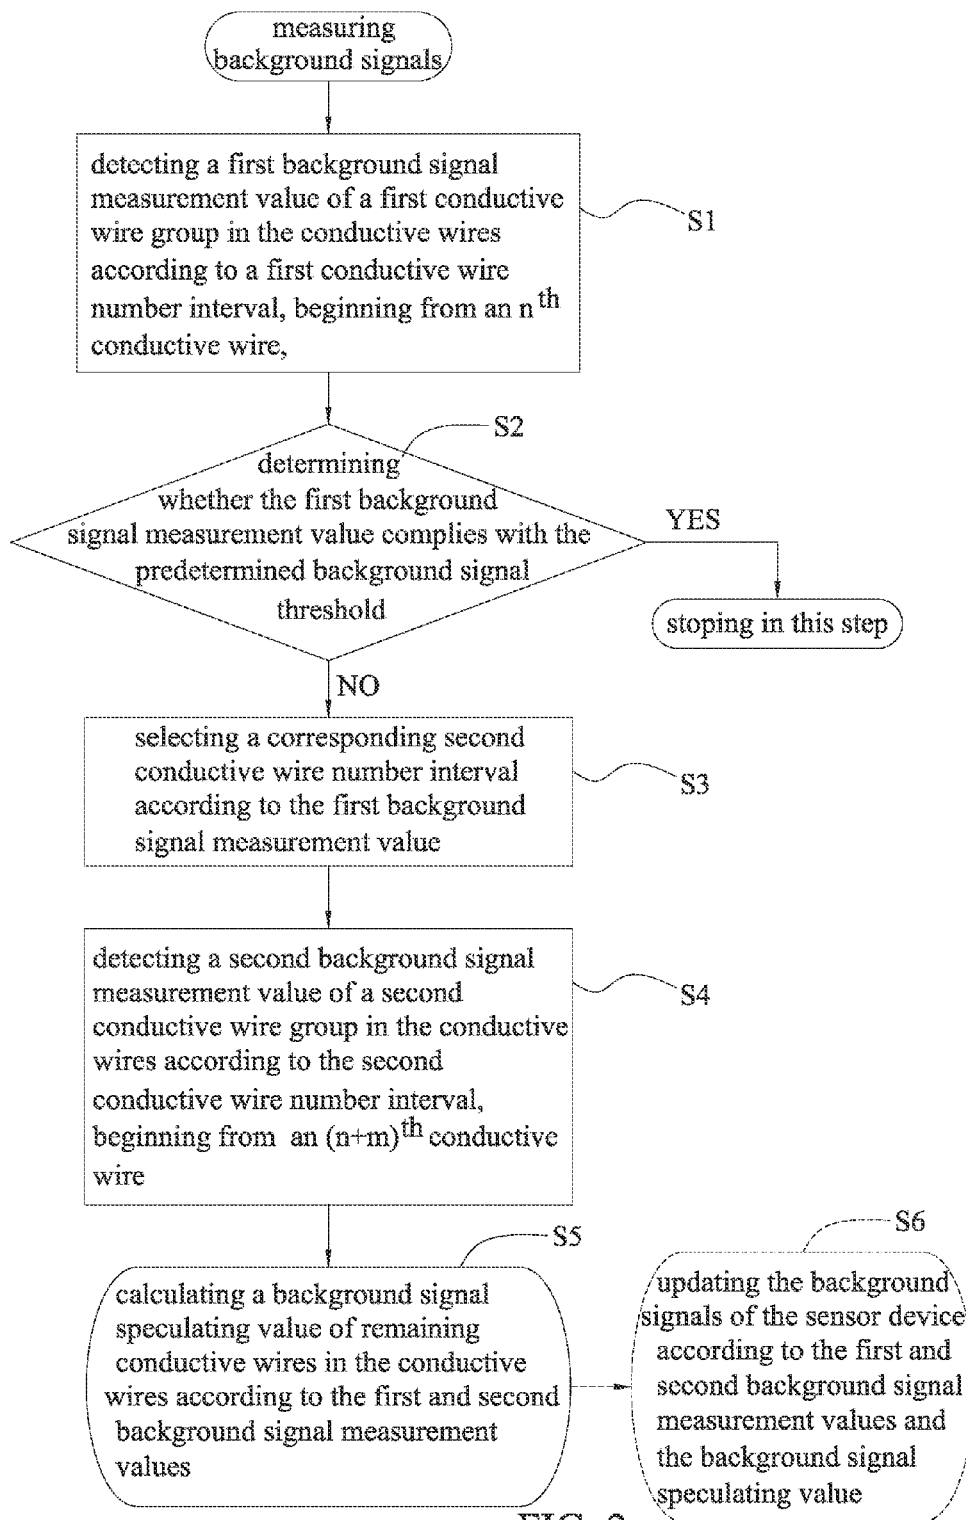 measuring
background signals
detecting a first background signal
measurement value of a first conductive
wire group in the conductive wires
according to a first conductive wire
number interval, beginning from an nth
conductive wire,
S1
S2
determining
whether the first background
signal measurement value complies with the
predetermined background signal
threshold
YES
stoping in this step
NO
selecting a corresponding second
conductive wire number interval
according to the first background
signal measurement value
S3
detecting a second background signal
measurement value of a second
conductive wire group in the conductive
wires according to the second
conductive wire number interval,
beginning from an (n+m)th conductive
wire
S4
S5
calculating a background signal
speculating value of remaining
conductive wires in the conductive
wires according to the first and second
background signal measurement
values
S6
updating the background
signals of the sensor device
according to the first and
second background signal
measurement values and
the background signal
speculating value
FIG.